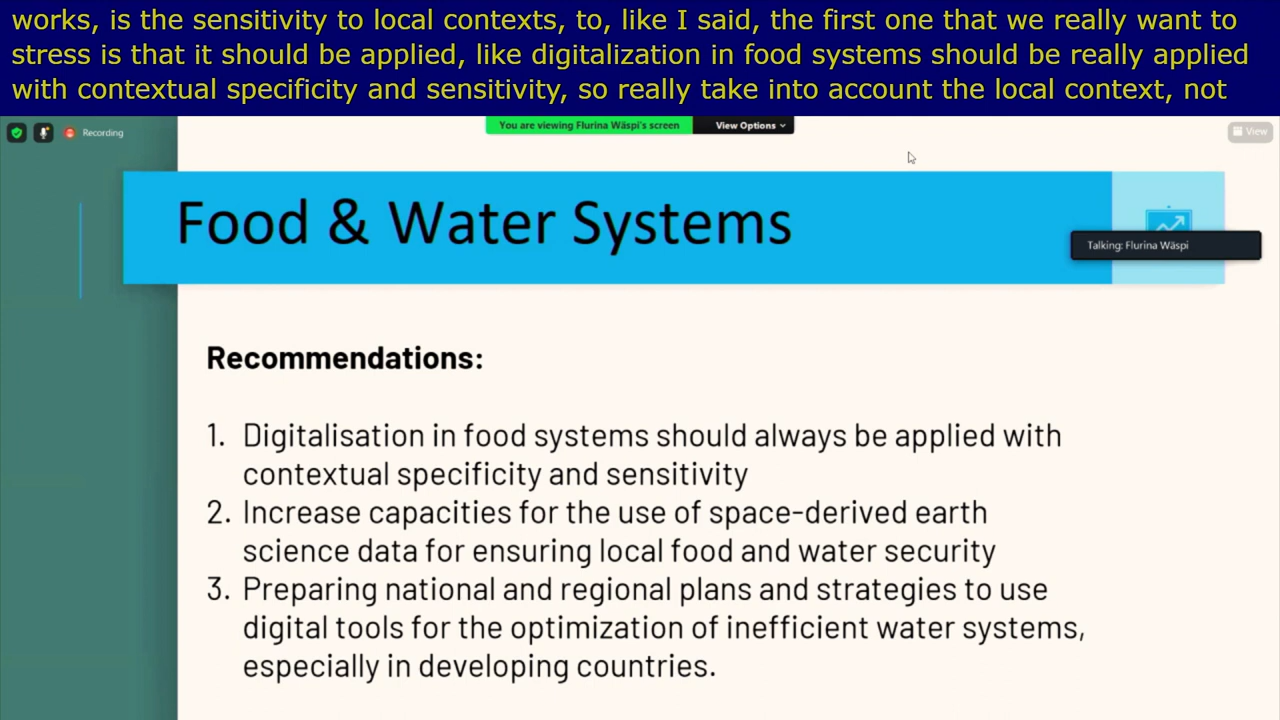 works, is the sensitivity to local contexts, to, like I said, the first one that we really want to
stress is that it should be applied, like digitalization in food systems should be really applied
with contextual specificity and sensitivity, so really take into account the local context, not
Recording
You are viewing Flurina Wäspi's screen
View Options
View
Food & Water Systems
Talking: Flurina Wäspi
Recommendations:
1. Digitalisation in food systems should always be applied with
contextual specificity and sensitivity
2. Increase capacities for the use of space-derived earth
science data for ensuring local food and water security
3. Preparing national and regional plans and strategies to use
digital tools for the optimization of inefficient water systems,
especially in developing countries.